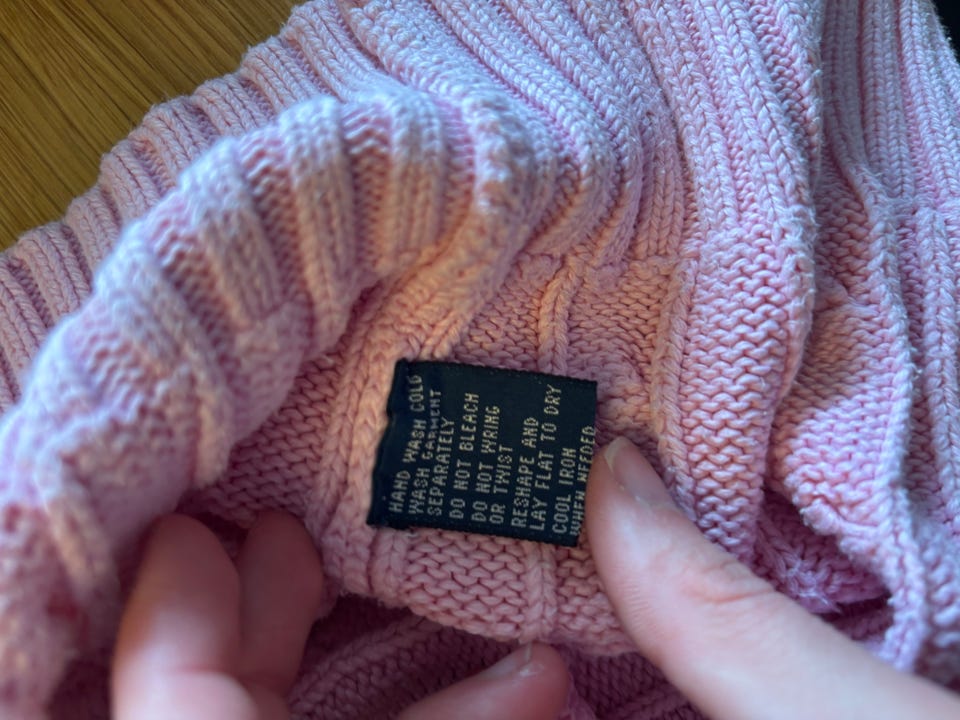 HAND WASH COLD
WASH GARMENT
SEPARATELY
DO NOT BLEACH
DO NOT WRING
OR TWIST
RESHAPE AND
LAY FLAT TO DRY
COOL IRON
WHEN NEEDED